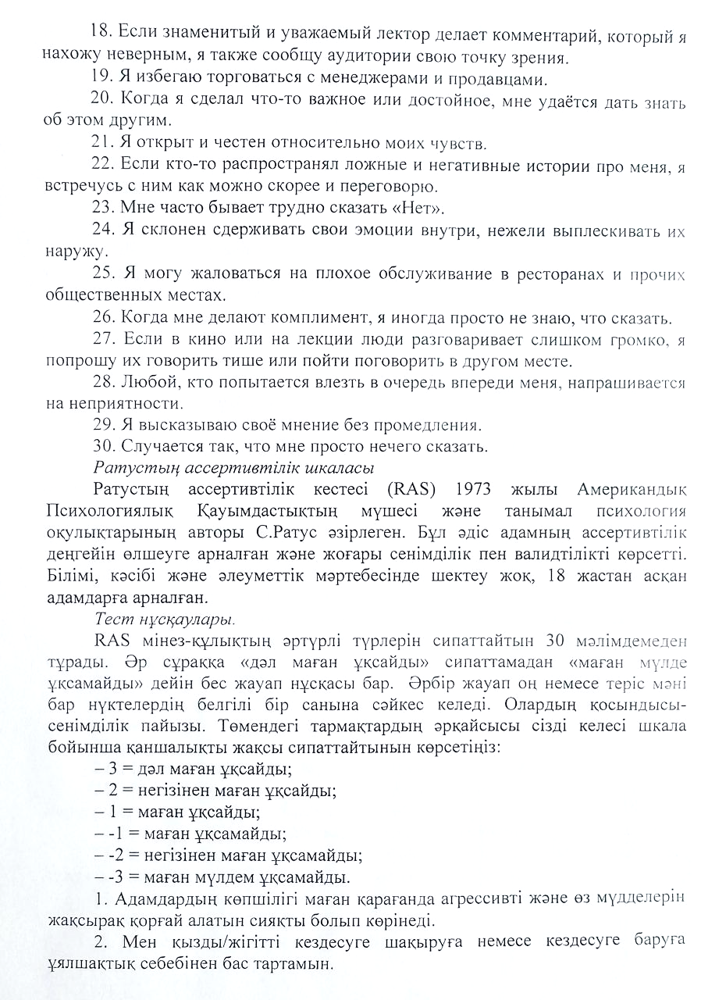 18. Если знаменитый и уважаемый лектор делает комментарий, который я
нахожу неверным, я также сообщу аудитории свою точку зрения.
19. Я избегаю торговаться с менеджерами и продавцами.
20. Когда я сделал что-то важное или достойное, мне удаётся дать знать
об этом другим.
21. Я открыт и честен относительно моих чувств.
22. Если кто-то распространял ложные и негативные истории про меня, я
встречусь с ним как можно скорее и переговорю.
23. Мне часто бывает трудно сказать «Нет».
24. Я склонен сдерживать свои эмоции внутри, нежели выплескивать их
наружу.
25. Я могу жаловаться на плохое обслуживание в ресторанах и прочих
общественных местах.
26. Когда мне делают комплимент, я иногда просто не знаю, что сказать.
27. Если в кино или на лекции люди разговаривает слишком громко, я
попрошу их говорить тише или пойти поговорить в другом месте.
28. Любой, кто попытается влезть в очередь впереди меня, напрашивается
на неприятности.
29. Я высказываю своё мнение без промедления.
30. Случается так, что мне просто нечего сказать.
Ратустың ассертивтілік шкаласы
Ратустың ассертивтілік кестесі (RAS) 1973 жылы Американдық
Психологиялық Қауымдастықтың мүшесі және танымал психология
оқулықтарының авторы С.Ратус әзірлеген. Бұл әдіс адамның ассертивтілік
деңгейін өлшеуге арналған және жоғары сенімділік пен валидтілікті көрсетті.
Білімі, кәсібі және әлеуметтік мәртебесінде шектеу жоқ, 18 жастан асқан
адамдарға арналған.
Тест нұсқаулары.
RAS мінез-құлықтың әртүрлі түрлерін сипаттайтын 30 мәлімдемеден
тұрады. Әр сұраққа «дәл маған ұқсайды» сипаттамадан «маған мүлде
ұқсамайды» дейін бес жауап нұсқасы бар. Әрбір жауап оң немесе теріс мәні
бар нүктелердің белгілі бір санына сәйкес келеді. Олардың қосындысы-
сенімділік пайызы. Төмендегі тармақтардың әрқайсысы сізді келесі шкала
бойынша қаншалықты жақсы сипаттайтынын көрсетіңіз:
– 3 = дәл маған ұқсайды;
– 2 = негізінен маған ұқсайды;
– 1 = маған ұқсайды;
– -1 = маған ұқсамайды;
– -2 = негізінен маған ұқсамайды;
– -3 = маған мүлдем ұқсамайды.
1. Адамдардың көпшілігі маған қарағанда агрессивті және өз мүдделерін
жақсырақ қорғай алатын сияқты болып көрінеді.
2. Мен қызды/жігітті кездесуге шақыруға немесе кездесуге баруға
ұялшақтық себебінен бас тартамын.